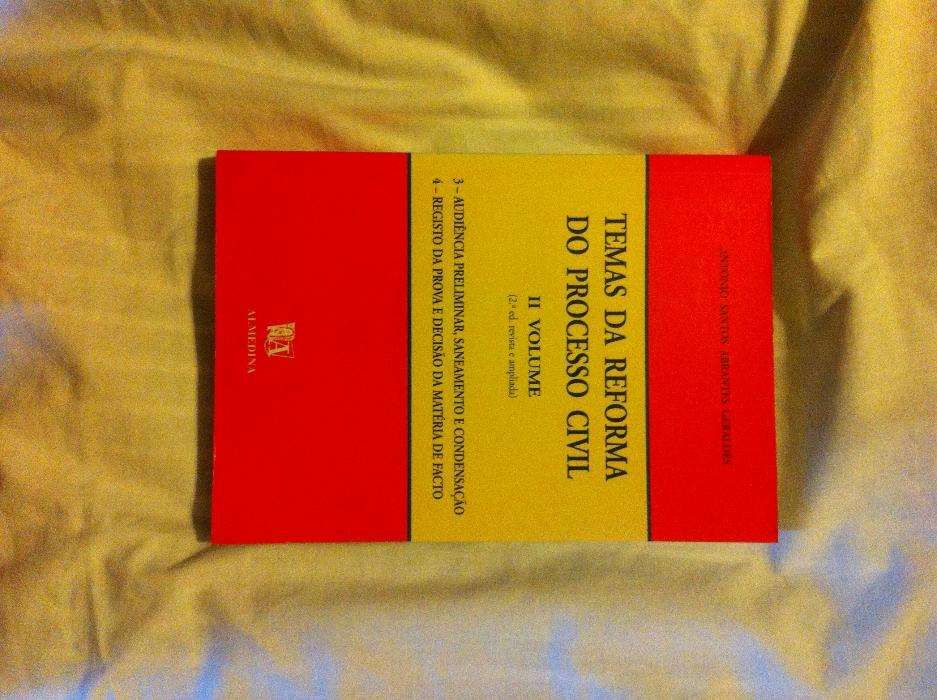 ANTÓNIO SANTOS ABRANTES GERALDES
TEMAS DA REFORMA
DO PROCESSO CIVIL
II VOLUME
(2.ª ed. revista e ampliada)
3 – AUDIÊNCIA PRELIMINAR, SANEAMENTO E CONDENSAÇÃO
4 – REGISTO DA PROVA E DECISÃO DA MATÉRIA DE FACTO
ALMEDINA